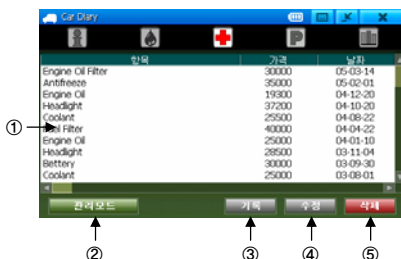 Car Diary
P
항목 가격 날짜
Engine Oil Filter 30000 05-03-14
Antifreeze 35000 05-02-01
Engine Oil 19300 04-12-20
Headlight 37200 04-10-20
Coolant 25500 04-08-22
① Fuel Filter 40000 04-04-22
Engine Oil 25000 04-01-10
Headlight 28500 03-11-04
Bettery 30000 03-09-30
Coolant 25000 03-08-01
관리모드 기록 수정 삭제
② ③ ④ ⑤